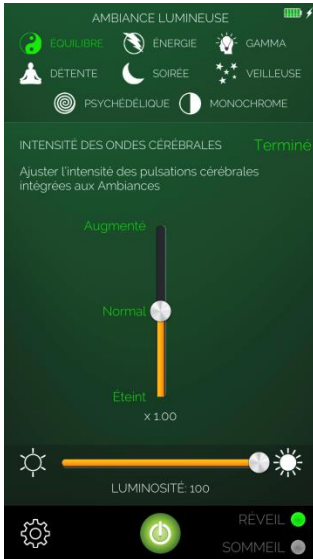 AMBIANCE LUMINEUSE
ÉQUILIBRE ÉNERGIE GAMMA
DÉTENTE SOIRÉE VEILLEUSE
PSYCHÉDÉLIQUE MONOCHROME
INTENSITÉ DES ONDES CÉRÉBRALES Terminé
Ajuster l'intensité des pulsations cérébrales
intégrées aux Ambiances
Augmenté
Normal
Éteint
x 1.00
LUMINOSITÉ: 100
RÉVEIL
SOMMEIL